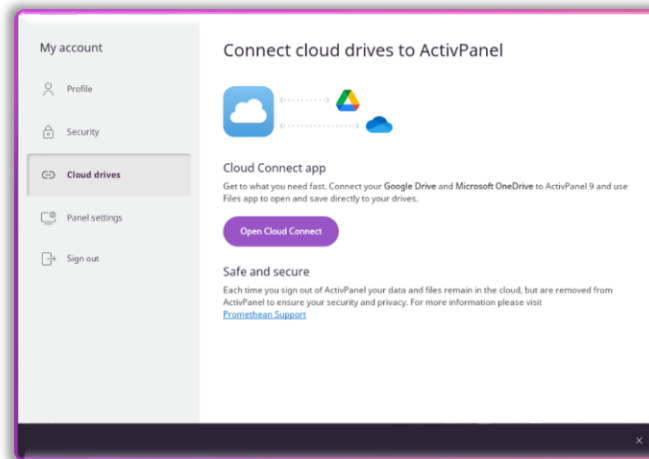 My account
Profile
Security
Cloud drives
Panel settings
Sign out
Connect cloud drives to ActivPanel
Cloud Connect app
Get to what you need fast. Connect your Google Drive and Microsoft OneDrive to ActivPanel 9 and use
Files app to open and save directly to your drives.
Open Cloud Connect
Safe and secure
Each time you sign out of ActivPanel your data and files remain in the cloud, but are removed from
ActivPanel to ensure your security and privacy. For more information please visit
Promethean Support